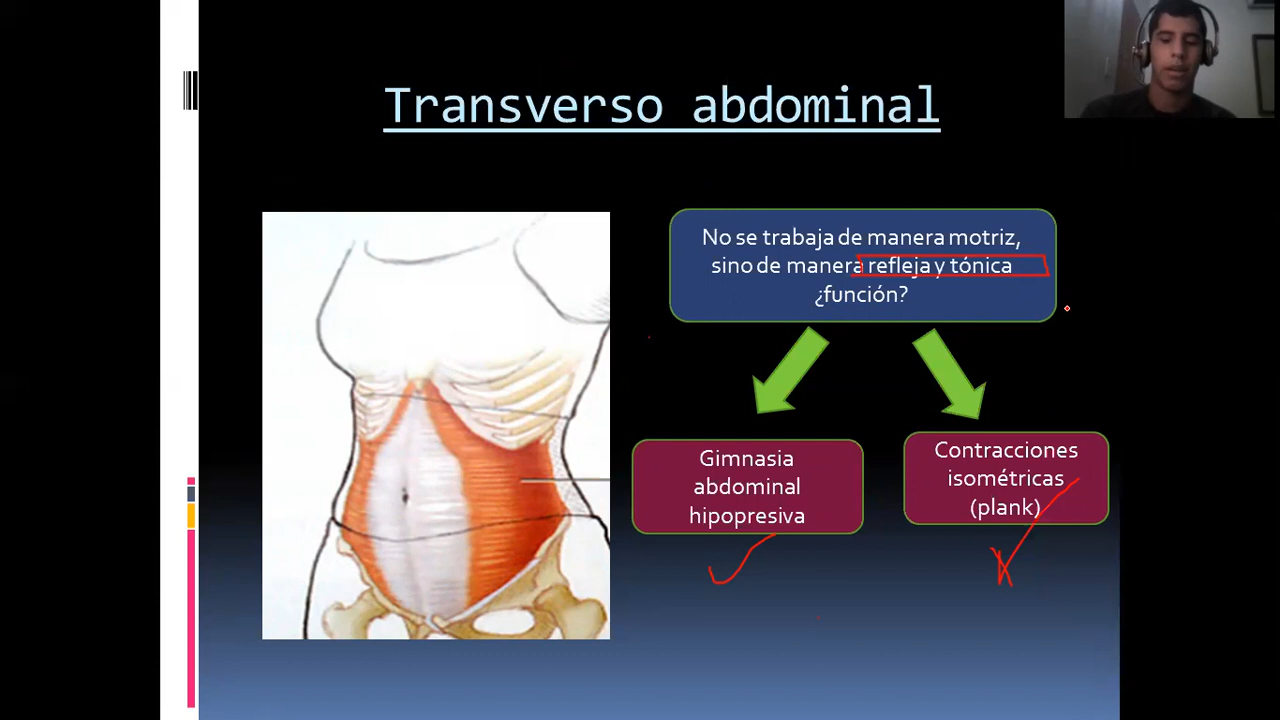 Transverso abdominal
No se trabaja de manera motriz,
sino de manera refleja y tónica
¿función?
Gimnasia
abdominal
hipopresiva
Contracciones
isométricas
(plank)